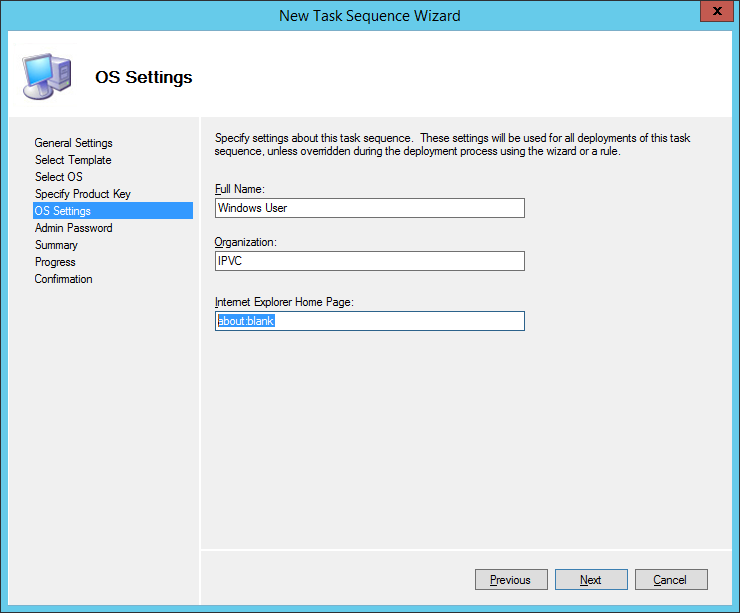 New Task Sequence Wizard
x
OS Settings
General Settings
Select Template
Select OS
Specify Product Key
OS Settings
Admin Password
Summary
Progress
Confirmation
Specify settings about this task sequence.  These settings will be used for all deployments of this task
sequence, unless overridden during the deployment process using the wizard or a rule.
Full Name:
Windows User
Organization:
IPVC
Internet Explorer Home Page:
about:blank
Previous
Next
Cancel